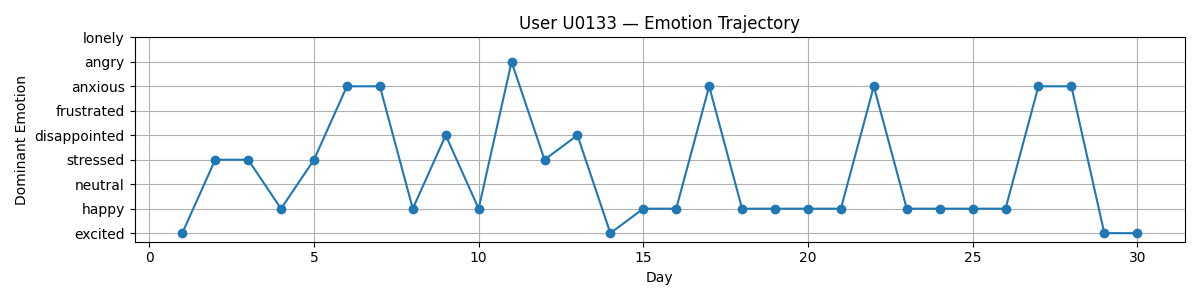 User U0133 — Emotion Trajectory
Dominant Emotion
lonely
angry
anxious
frustrated
disappointed
stressed
neutral
happy
excited
0 5 10 15 20 25 30
Day